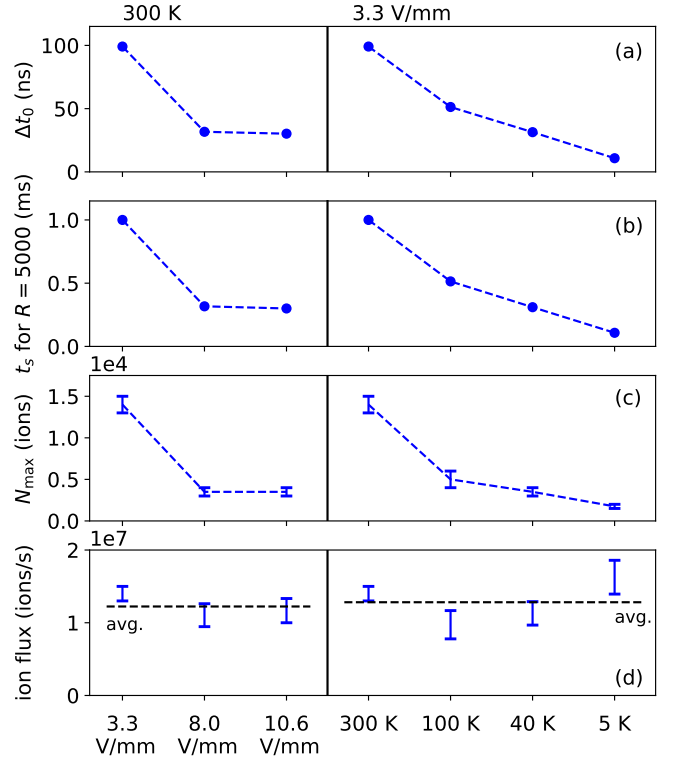 300 K 3.3 V/mm
100
50
0
Δt₀ (ns)
(a)
1.0
0.5
0.0
tₛ for R = 5000 (ms)
(b)
1e4
1.5
1.0
0.5
0.0
Nₘₐₓ (ions)
(c)
1e7
2
1
0
ion flux (ions/s)
avg.
avg.
(d)
3.3 8.0 10.6 300 K 100 K 40 K 5 K
V/mm V/mm V/mm